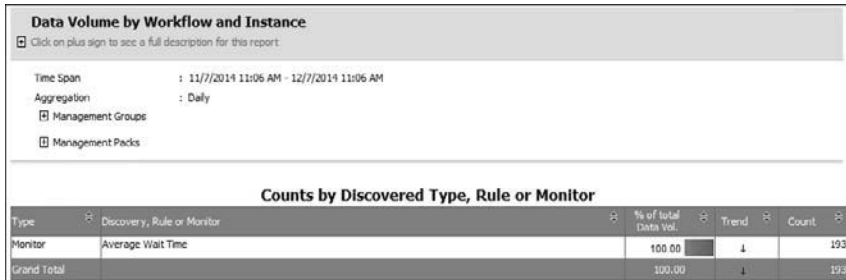 Data Volume by Workflow and Instance
Click on plus sign to see a full description for this report
Time Span : 11/7/2014 11:06 AM - 12/7/2014 11:06 AM
Aggregation : Daily
Management Groups
Management Packs
Counts by Discovered Type, Rule or Monitor
Type Discovery, Rule or Monitor % of total Data Vol. Trend Count
Monitor Average Wait Time 100.00 ↓ 193
Grand Total 100.00 ↓ 193